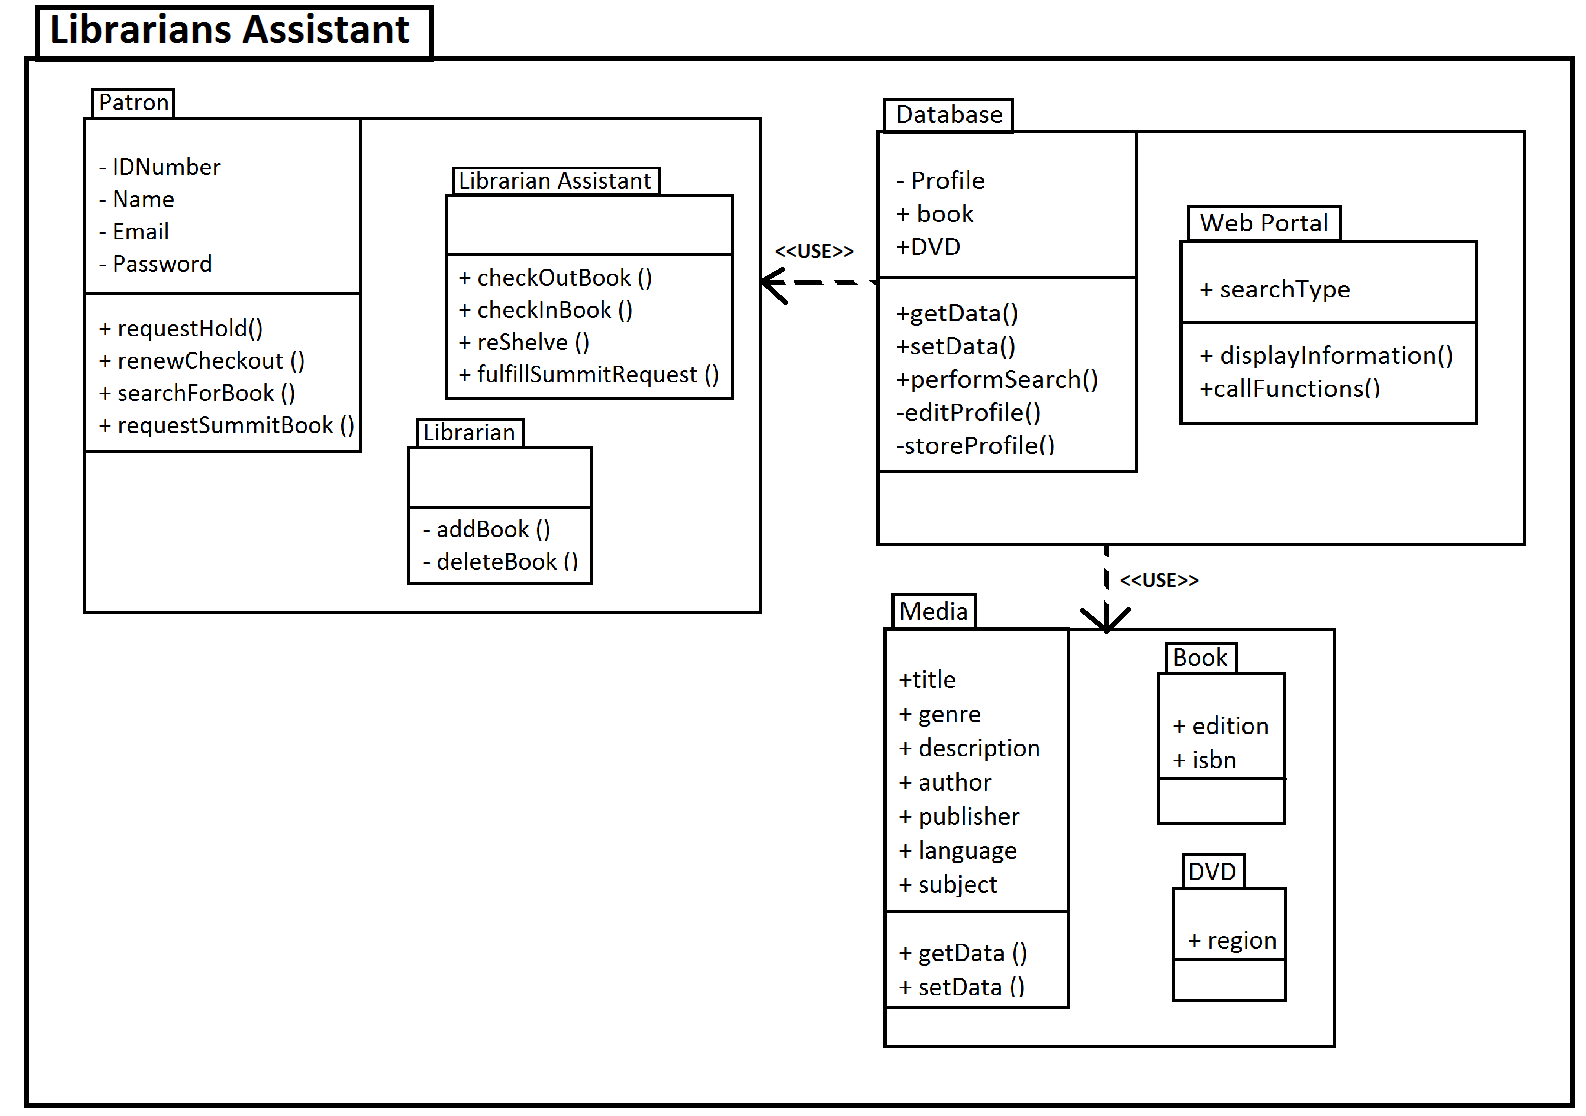 Librarians Assistant
Patron
- IDNumber
- Name
- Email
- Password
+ requestHold()
+ renewCheckout ()
+ searchForBook ()
+ requestSummitBook ()
Librarian Assistant
+ checkOutBook ()
+ checkInBook ()
+ reShelve ()
+ fulfillSummitRequest ()
Librarian
- addBook ()
- deleteBook ()
<<USE>>
Database
- Profile
+ book
+DVD
+getData()
+setData()
+performSearch()
-editProfile()
-storeProfile()
Web Portal
+ searchType
+ displayInformation()
+callFunctions()
<<USE>>
Media
+title
+ genre
+ description
+ author
+ publisher
+ language
+ subject
+ getData ()
+ setData ()
Book
+ edition
+ isbn
DVD
+ region